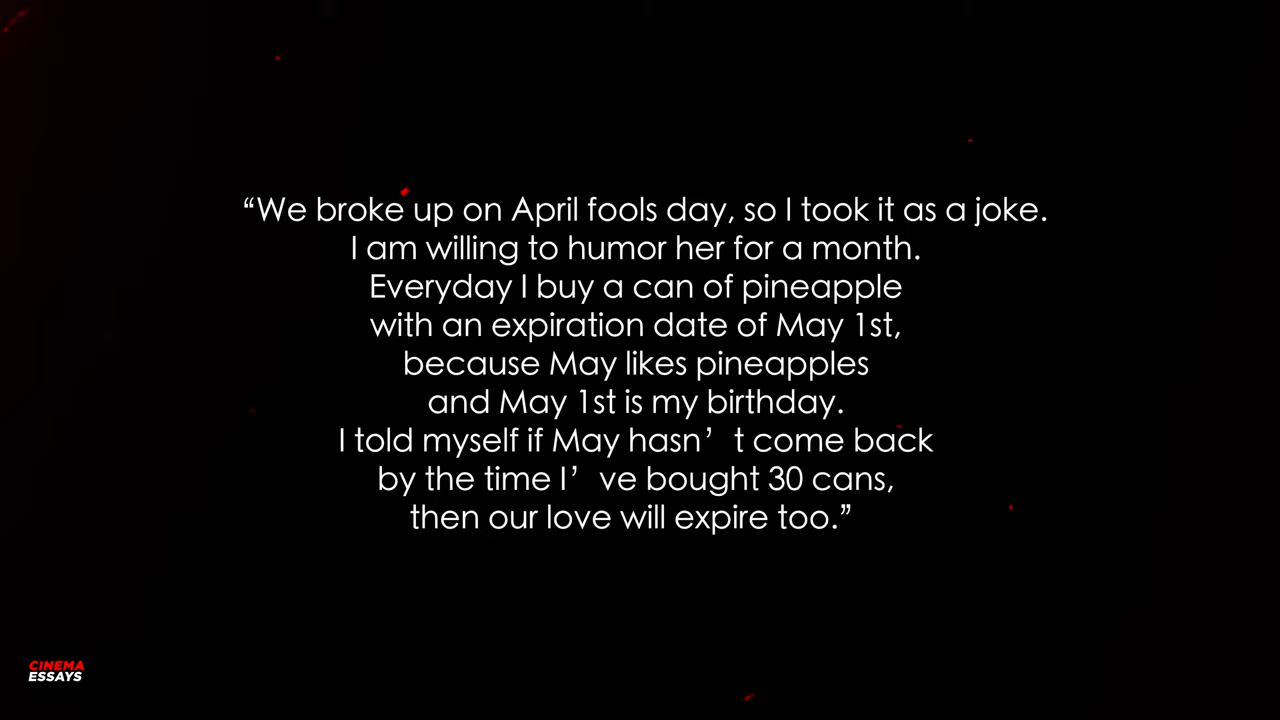 “We broke up on April fools day, so I took it as a joke.
I am willing to humor her for a month.
Everyday I buy a can of pineapple
with an expiration date of May 1st,
because May likes pineapples
and May 1st is my birthday.
I told myself if May hasn’ t come back
by the time I’ ve bought 30 cans,
then our love will expire too.”
CINEMA
ESSAYS